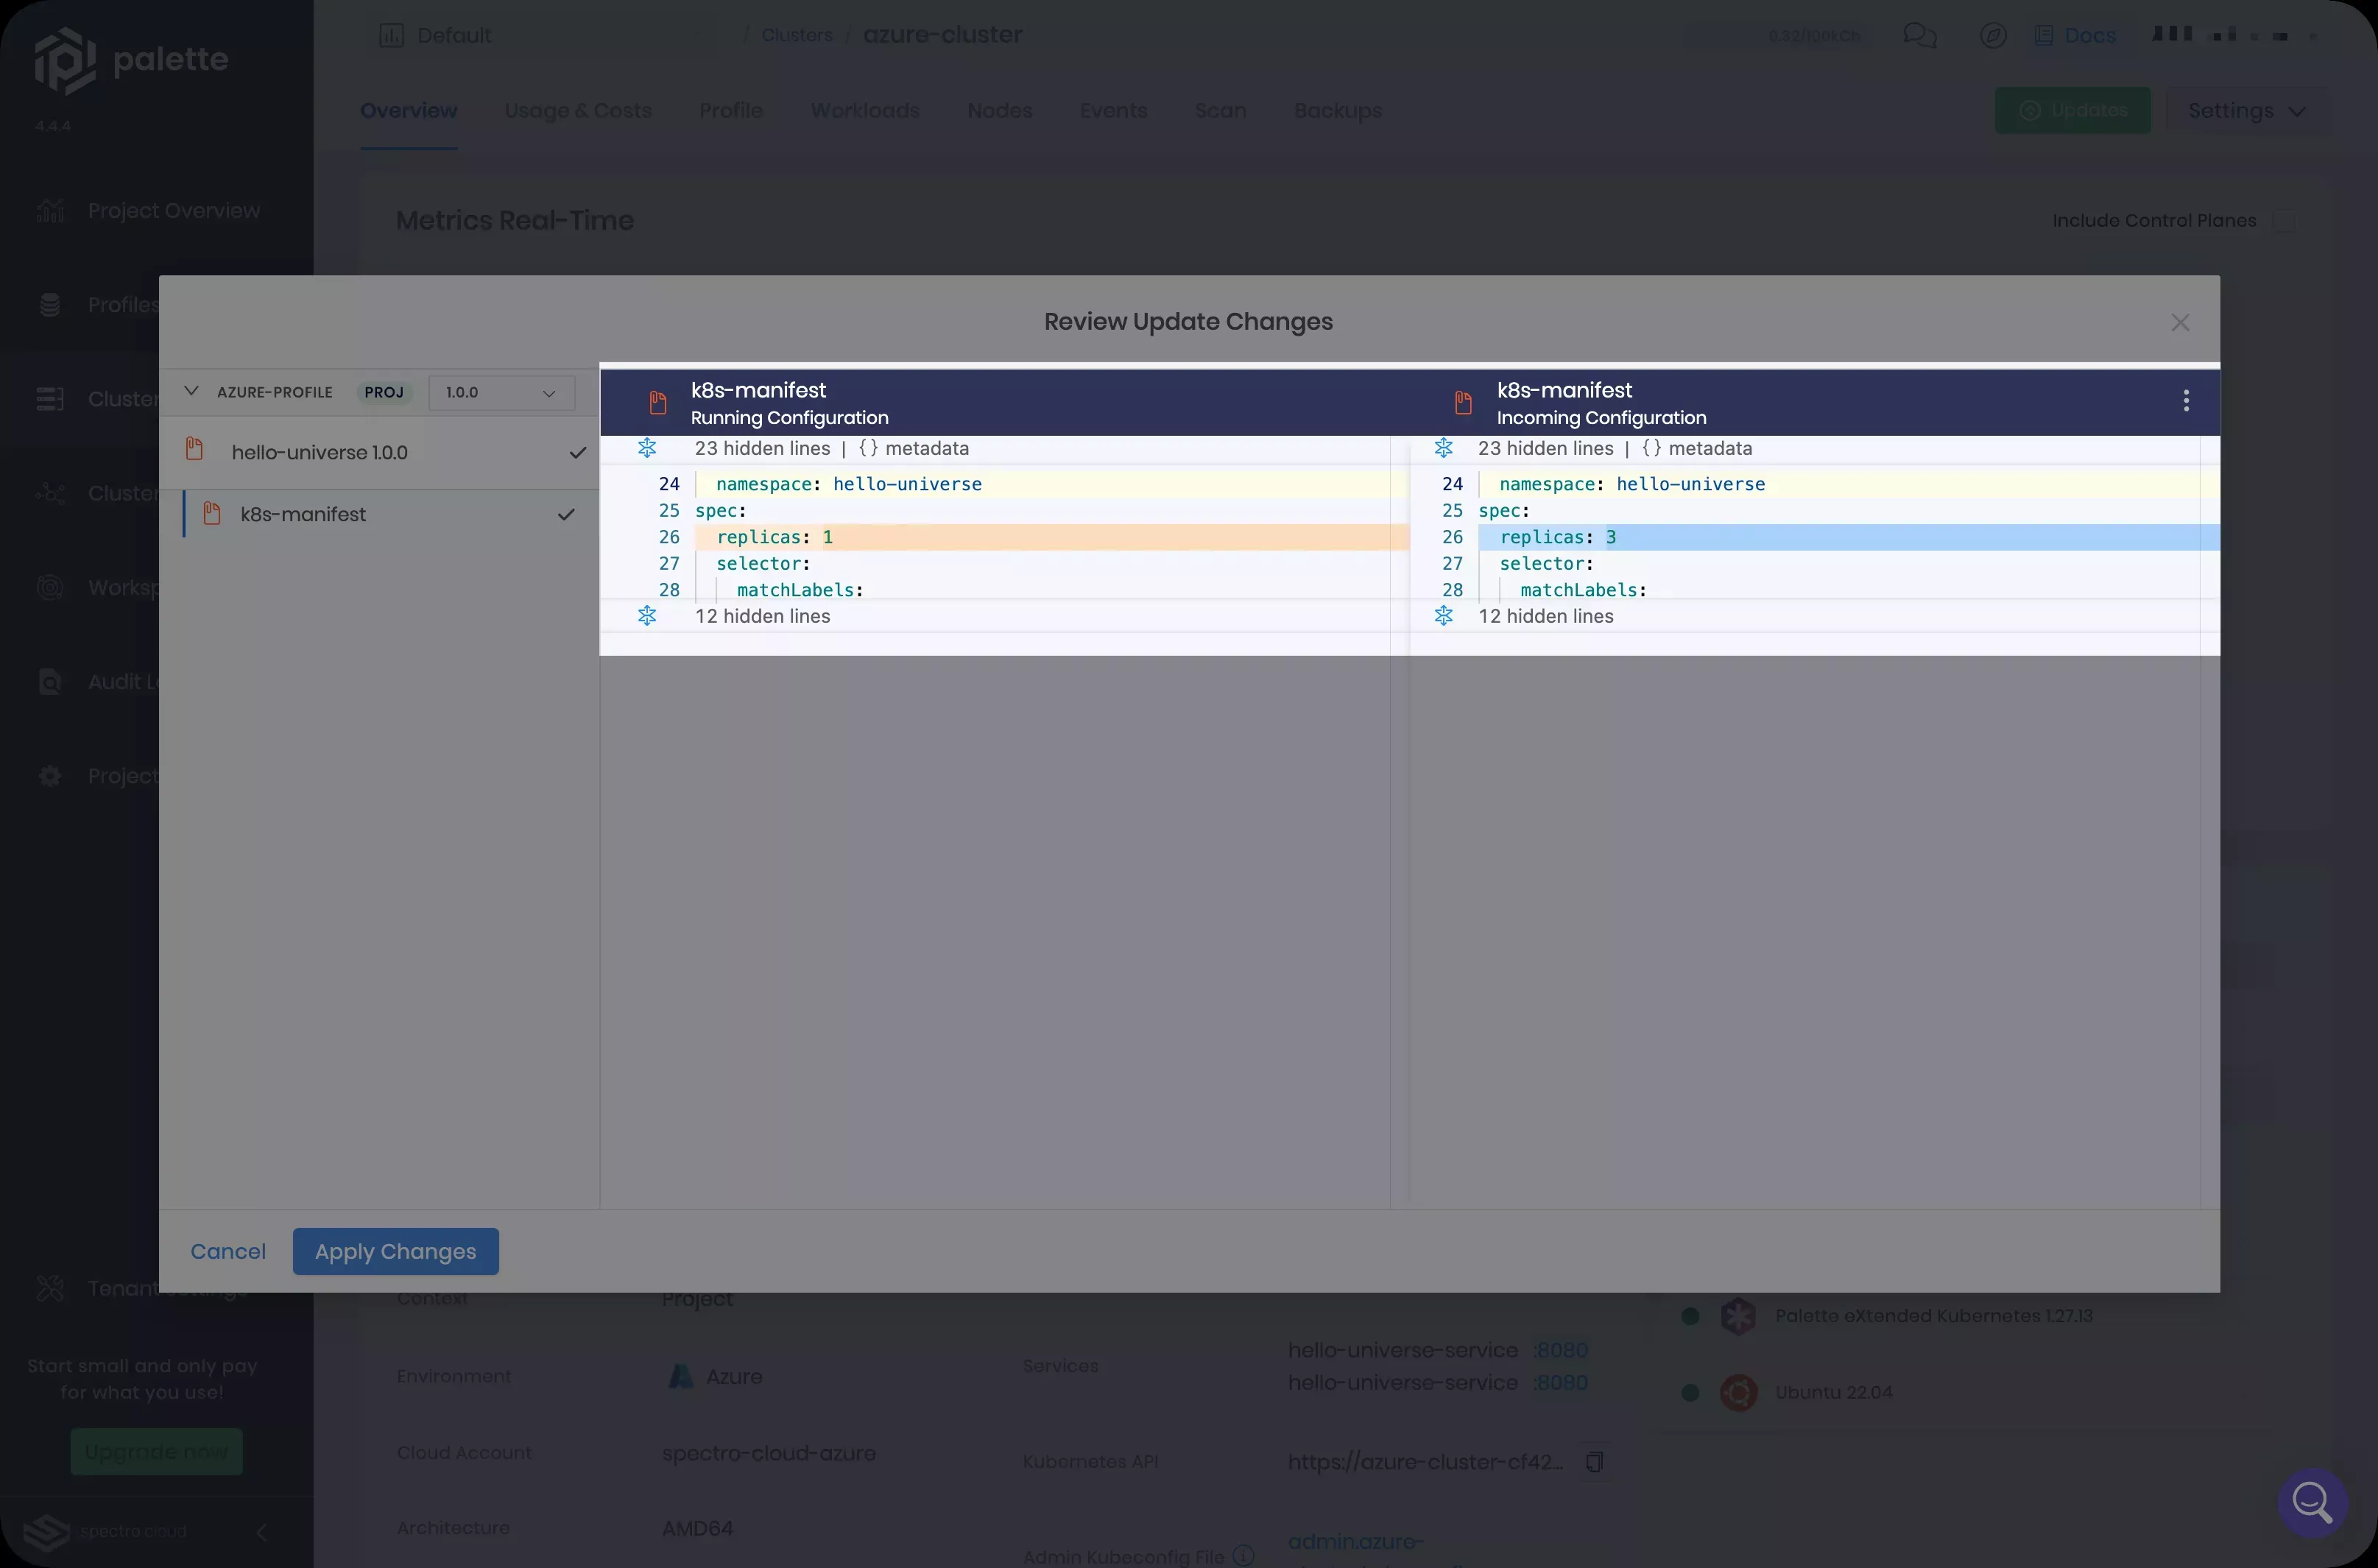 palette
4.4.4
Default / Clusters / azure-cluster
0.32/100kCh
Docs
Overview Usage & Costs Profile Workloads Nodes Events Scan Backups
Updates
Settings
Project Overview
Profiles
Cluster
Cluster
Worksp
Audit L
Project
Metrics Real-Time
Include Control Planes
Review Update Changes
AZURE-PROFILE PROJ 1.0.0
hello-universe 1.0.0
k8s-manifest
k8s-manifest
Running Configuration
23 hidden lines | {} metadata
24 namespace: hello-universe
25 spec:
26 replicas: 1
27 selector:
28 matchLabels:
12 hidden lines
k8s-manifest
Incoming Configuration
23 hidden lines | {} metadata
24 namespace: hello-universe
25 spec:
26 replicas: 3
27 selector:
28 matchLabels:
12 hidden lines
Cancel
Apply Changes
Tenant Settings
Start small and only pay
for what you use!
Upgrade now
spectro cloud
Context Project
Environment Azure
Cloud Account spectro-cloud-azure
Architecture AMD64
Services
hello-universe-service :8080
hello-universe-service :8080
Kubernetes API https://azure-cluster-cf42...
Admin Kubeconfig File
admin.azure-
Palette eXtended Kubernetes 1.27.13
Ubuntu 22.04